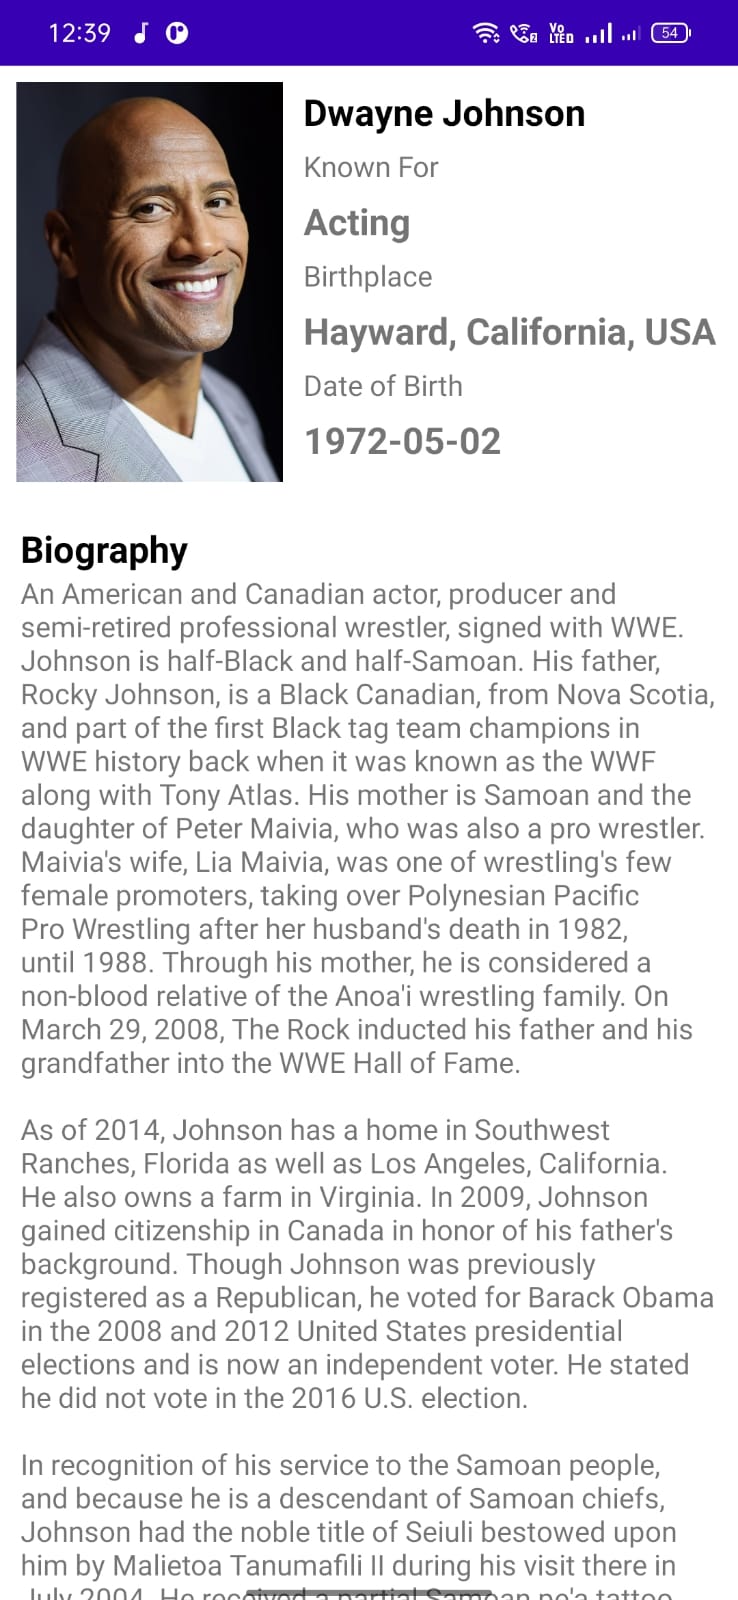 12:39
Vo
LTED
54
Dwayne Johnson
Known For
Acting
Birthplace
Hayward, California, USA
Date of Birth
1972-05-02
Biography
An American and Canadian actor, producer and
semi-retired professional wrestler, signed with WWE.
Johnson is half-Black and half-Samoan. His father,
Rocky Johnson, is a Black Canadian, from Nova Scotia,
and part of the first Black tag team champions in
WWE history back when it was known as the WWF
along with Tony Atlas. His mother is Samoan and the
daughter of Peter Maivia, who was also a pro wrestler.
Maivia's wife, Lia Maivia, was one of wrestling's few
female promoters, taking over Polynesian Pacific
Pro Wrestling after her husband's death in 1982,
until 1988. Through his mother, he is considered a
non-blood relative of the Anoa'i wrestling family. On
March 29, 2008, The Rock inducted his father and his
grandfather into the WWE Hall of Fame.
As of 2014, Johnson has a home in Southwest
Ranches, Florida as well as Los Angeles, California.
He also owns a farm in Virginia. In 2009, Johnson
gained citizenship in Canada in honor of his father's
background. Though Johnson was previously
registered as a Republican, he voted for Barack Obama
in the 2008 and 2012 United States presidential
elections and is now an independent voter. He stated
he did not vote in the 2016 U.S. election.
In recognition of his service to the Samoan people,
and because he is a descendant of Samoan chiefs,
Johnson had the noble title of Seiuli bestowed upon
him by Malietoa Tanumafili II during his visit there in
July 2004. He received a partial Samoan pe'a tattoo